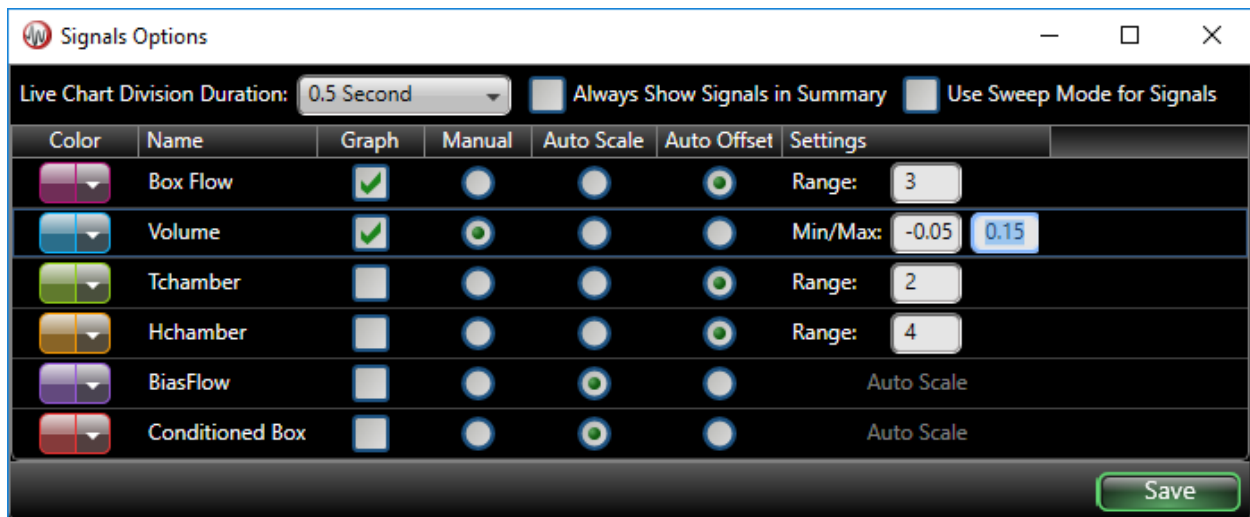 Signals Options
Live Chart Division Duration: 0.5 Second Always Show Signals in Summary Use Sweep Mode for Signals
Color Name Graph Manual Auto Scale Auto Offset Settings
Box Flow Range: 3
Volume Min/Max: -0.05 0.15
Tchamber Range: 2
Hchamber Range: 4
BiasFlow Auto Scale
Conditioned Box Auto Scale
Save